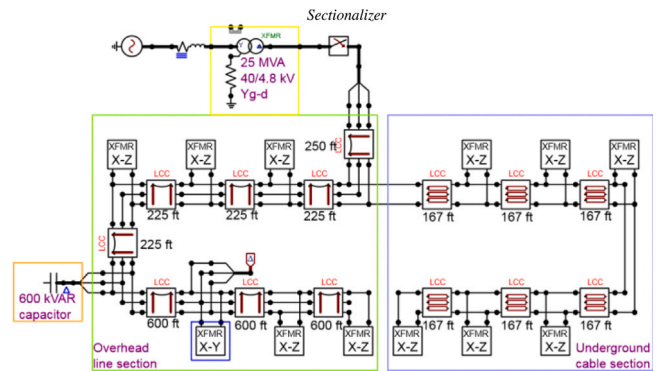 Sectionalizer
XFMR
Y
25 MVA
40/4.8 kV
Yg-d
250 ft
LCC
XFMR
X-Z
XFMR
X-Z
XFMR
X-Z
LCC
LCC
LCC
225 ft
225 ft
225 ft
LCC
225 ft
600 kVAR
capacitor
LCC
LCC
LCC
600 ft
600 ft
600 ft
XFMR
X-Y
XFMR
X-Z
XFMR
X-Z
Overhead
line section
XFMR
X-Z
XFMR
X-Z
XFMR
X-Z
LCC
LCC
LCC
167 ft
167 ft
167 ft
LCC
LCC
LCC
167 ft
167 ft
167 ft
XFMR
X-Z
XFMR
X-Z
XFMR
X-Z
Underground
cable section